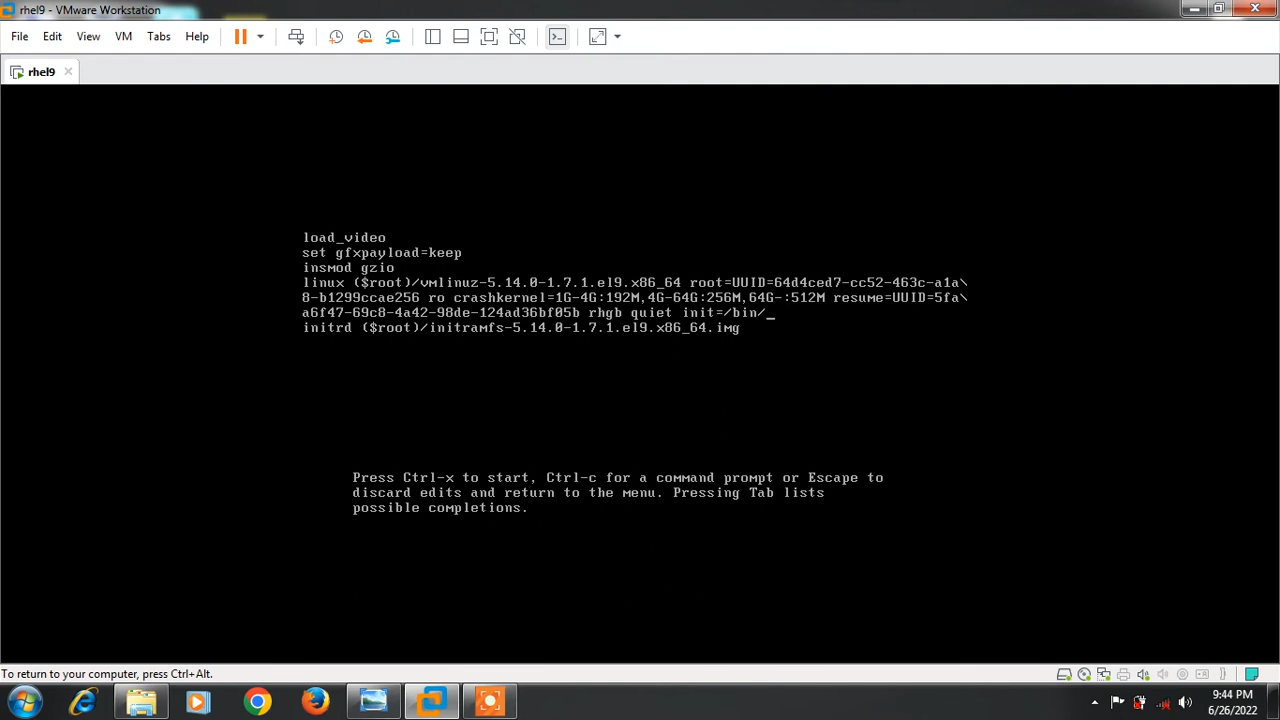 rhel9 - VMware Workstation
File Edit View VM Tabs Help
rhel9
load_video
set gfxpayload=keep
insmod gzio
linux ($root)/vmlinuz-5.14.0-1.7.1.el9.x86_64 root=UUID=64d4ced7-cc52-463c-a1a\
8-b1299ccae256 ro crashkernel=1G-4G:192M,4G-64G:256M,64G-:512M resume=UUID=5fa\
a6f47-69c8-4a42-98de-124ad36bf05b rhgb quiet init=/bin/_
initrd ($root)/initramfs-5.14.0-1.7.1.el9.x86_64.img
Press Ctrl-x to start, Ctrl-c for a command prompt or Escape to
discard edits and return to the menu. Pressing Tab lists
possible completions.
To return to your computer, press Ctrl+Alt.
9:44 PM
6/26/2022